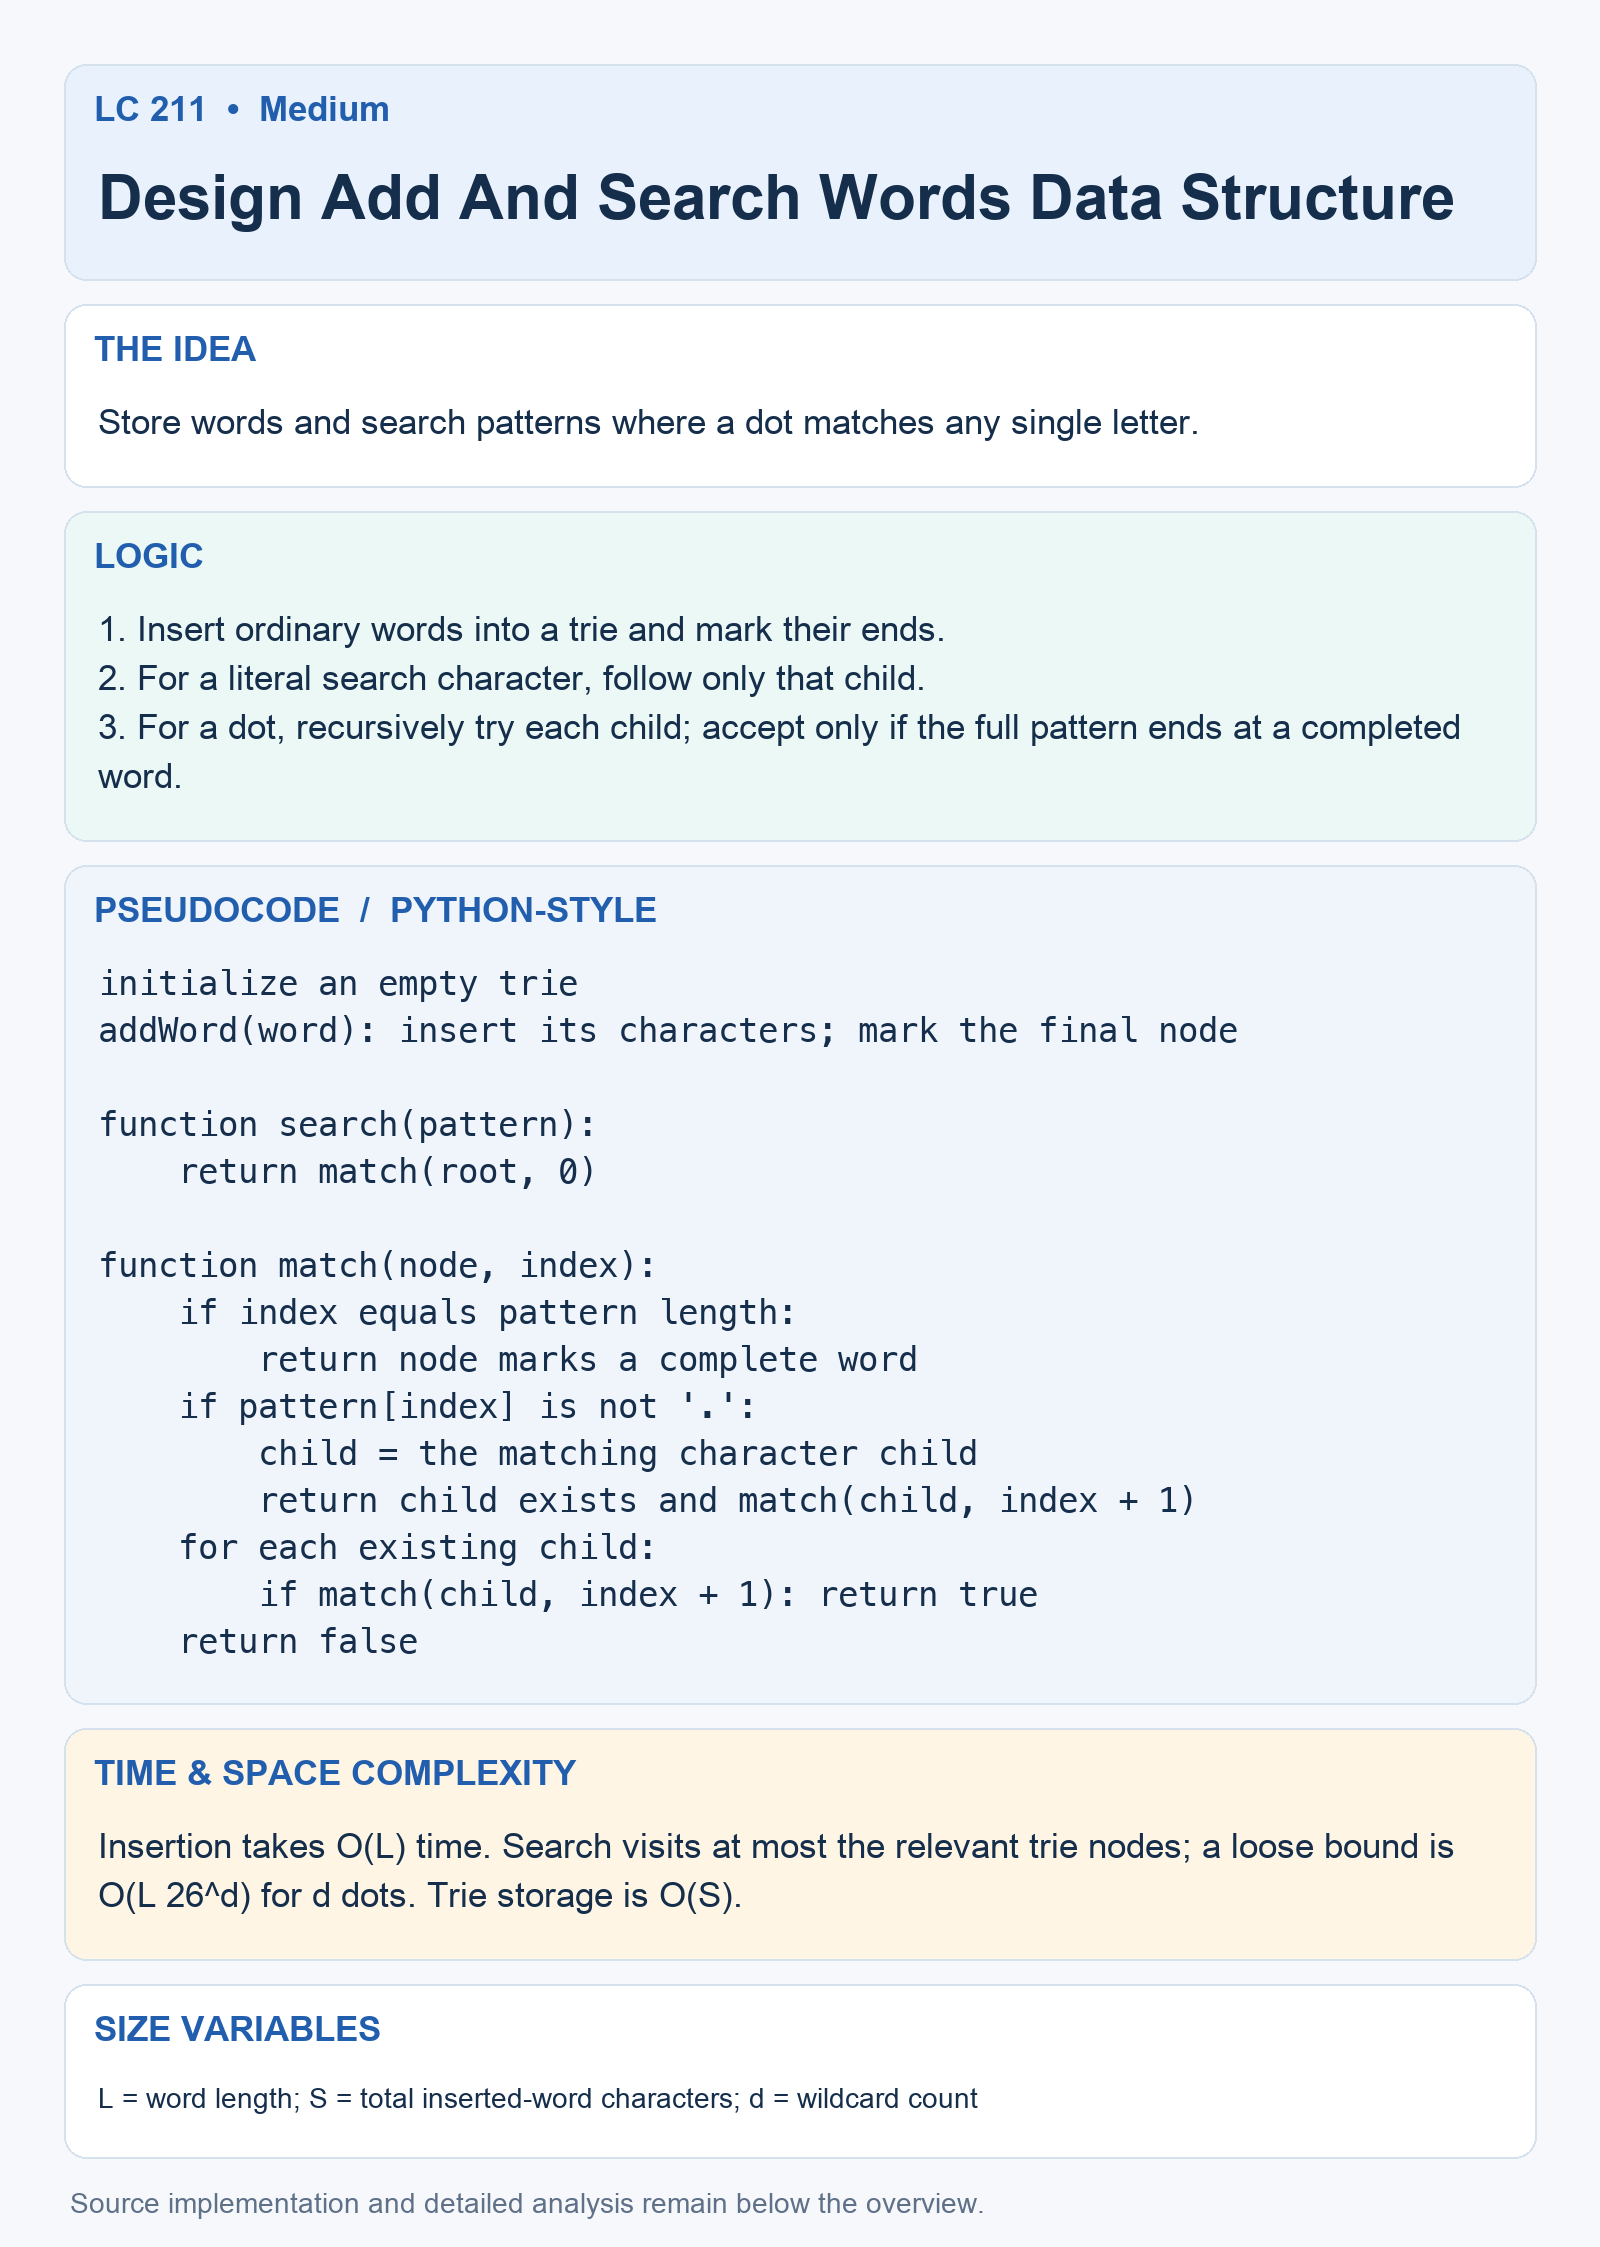 LC 211 • Medium
Design Add And Search Words Data Structure
THE IDEA
Store words and search patterns where a dot matches any single letter.
LOGIC
1. Insert ordinary words into a trie and mark their ends.
2. For a literal search character, follow only that child.
3. For a dot, recursively try each child; accept only if the full pattern ends at a completed
word.
PSEUDOCODE / PYTHON-STYLE
initialize an empty trie
addWord(word): insert its characters; mark the final node
function search(pattern):
    return match(root, 0)
function match(node, index):
    if index equals pattern length:
        return node marks a complete word
    if pattern[index] is not '.':
        child = the matching character child
        return child exists and match(child, index + 1)
    for each existing child:
        if match(child, index + 1): return true
    return false
TIME & SPACE COMPLEXITY
Insertion takes O(L) time. Search visits at most the relevant trie nodes; a loose bound is
O(L 26^d) for d dots. Trie storage is O(S).
SIZE VARIABLES
L = word length; S = total inserted-word characters; d = wildcard count
Source implementation and detailed analysis remain below the overview.